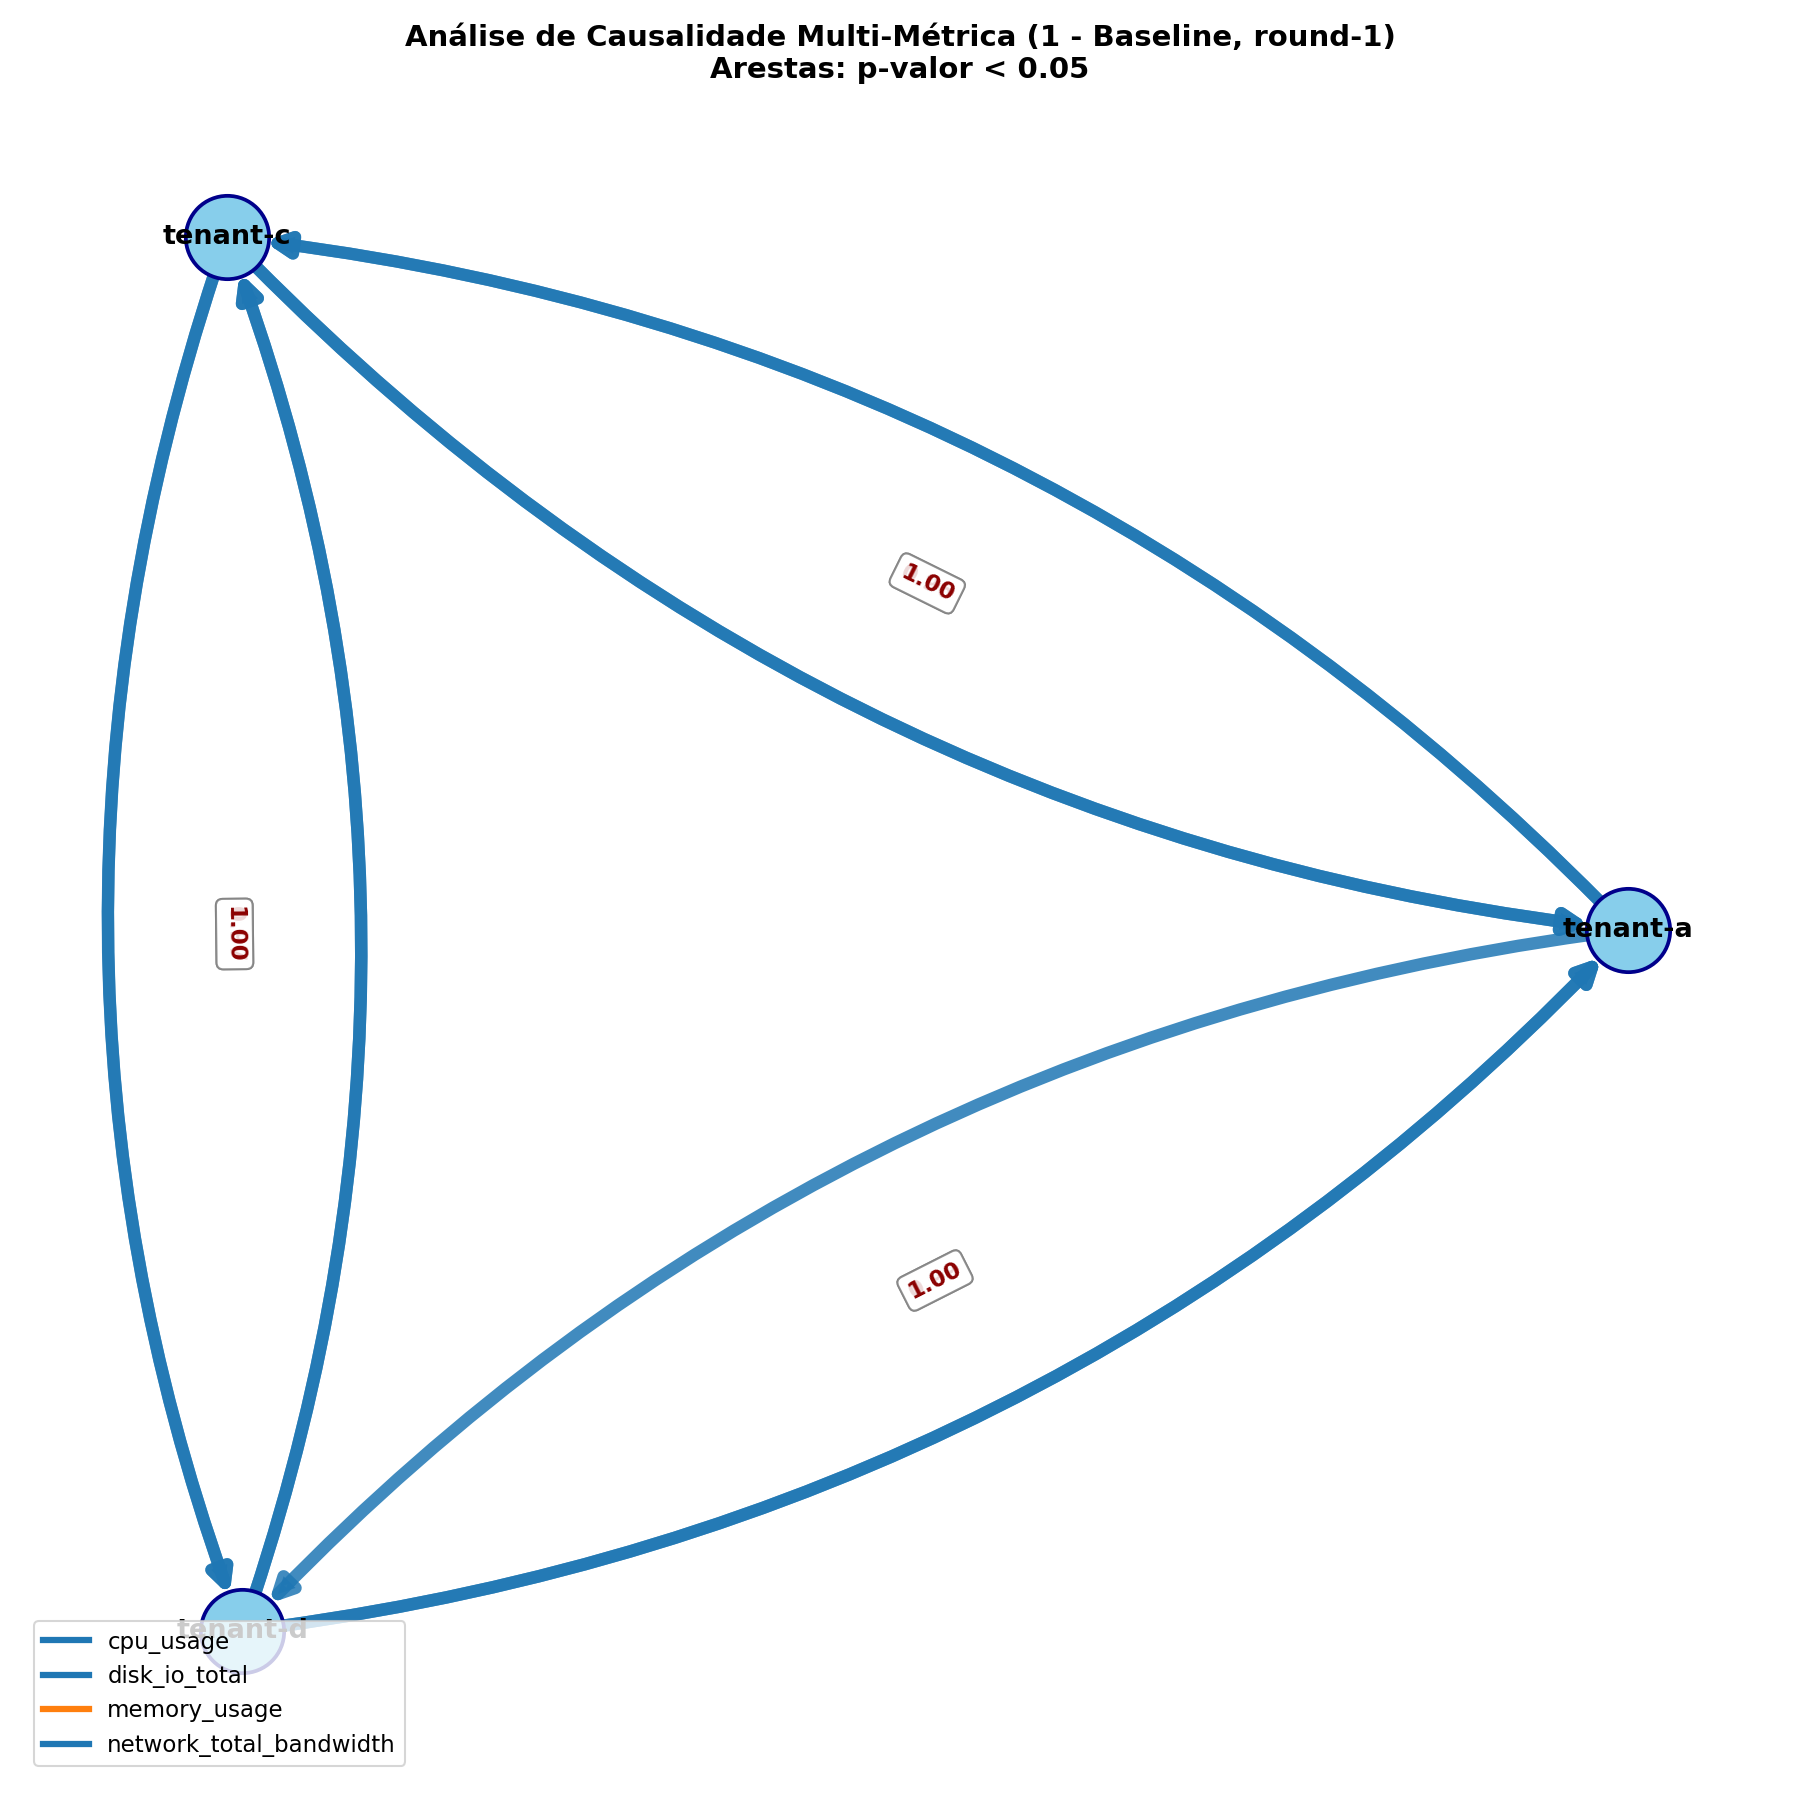 Análise de Causalidade Multi-Métrica (1 - Baseline, round-1)
Arestas: p-valor < 0.05
tenant-c
1.00
1.00
tenant-a
1.00
tenant-d
cpu_usage
disk_io_total
memory_usage
network_total_bandwidth